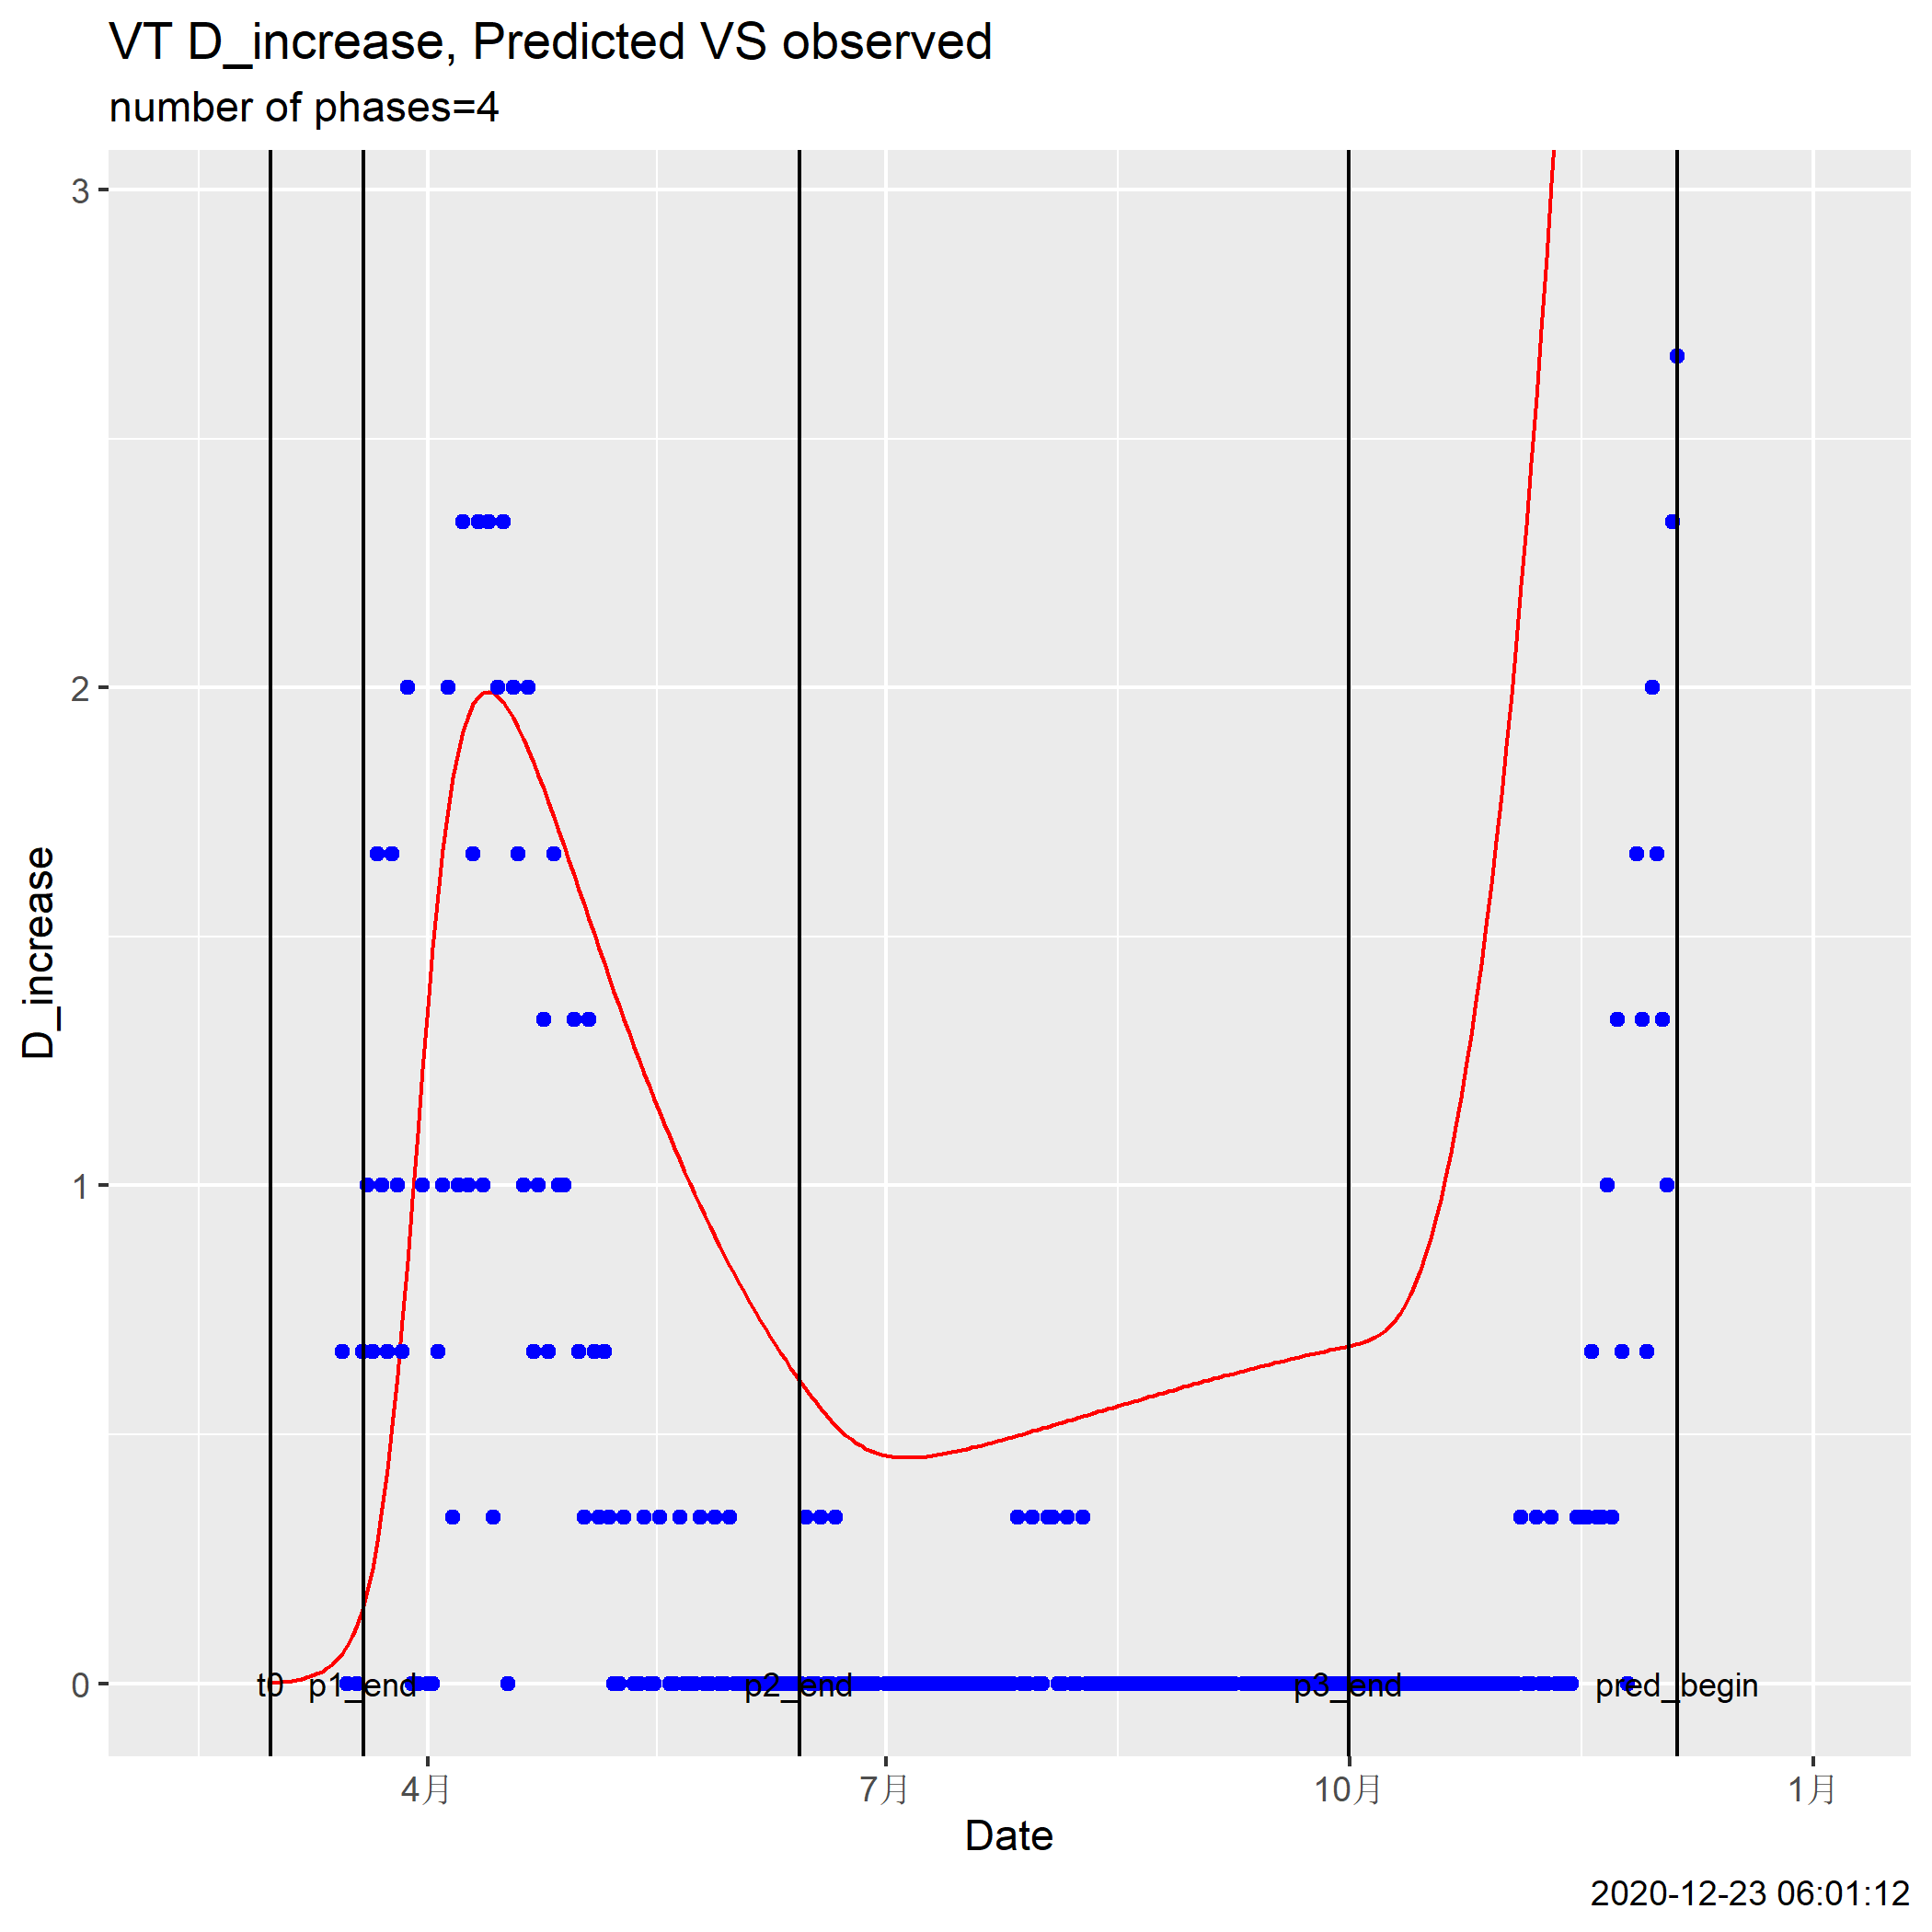 VT D_increase, Predicted VS observed
number of phases=4
3
2
1
0
D_increase
t0
p1_end
p2_end
p3_end
pred_begin
4月
7月
10月
1月
Date
2020-12-23 06:01:12